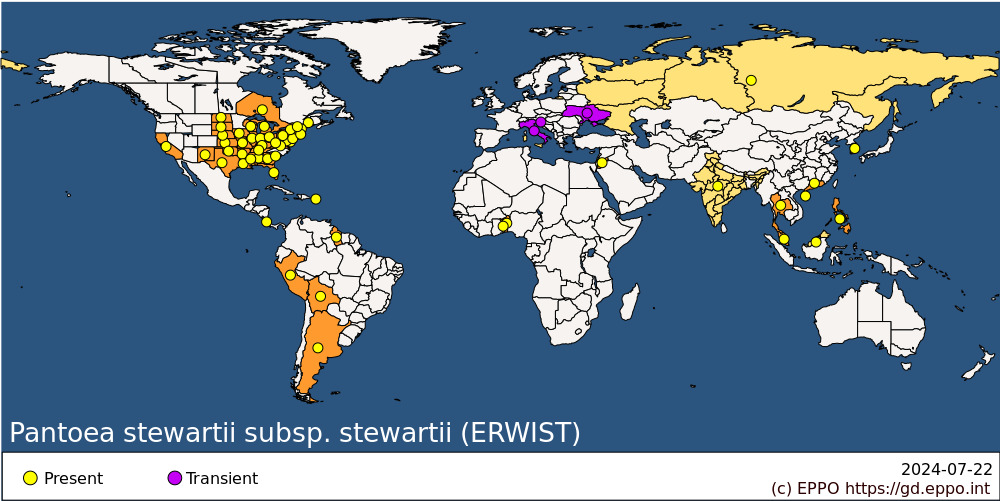 Pantoea stewartii subsp. stewartii (ERWIST)
Present
Transient
2024-07-22
(c) EPPO https://gd.eppo.int